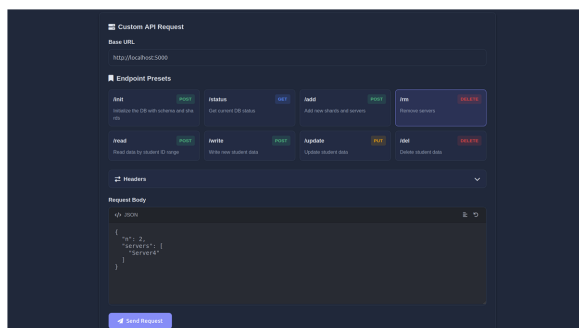 Custom API Request
Base URL
http://localhost:5000
Endpoint Presets
/init POST
Initialize the DB with schema and sha
rds
/status GET
Get current DB status
/add POST
Add new shards and servers
/rm DELETE
Remove servers
/read POST
Read data by student ID range
/write POST
Write new student data
/update PUT
Update student data
/del DELETE
Delete student data
Headers
Request Body
</> JSON
{
"n": 2,
"servers": [
"Server4"
]
}
Send Request